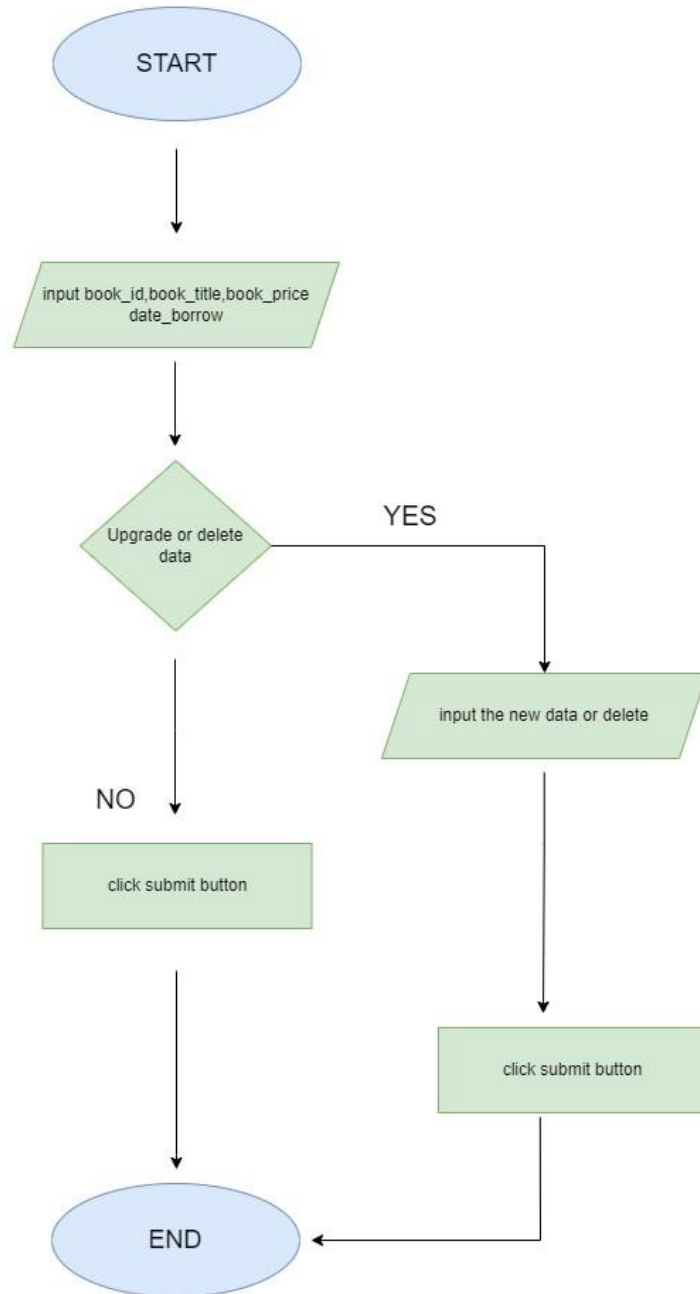 START
input book_id,book_title,book_price
date_borrow
Upgrade or delete
data
YES
input the new data or delete
NO
click submit button
click submit button
END